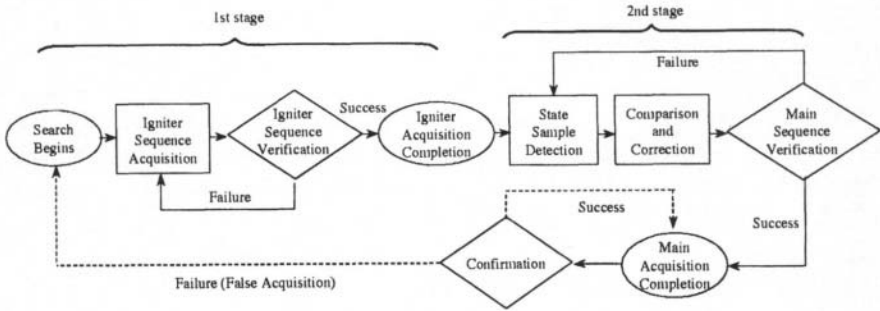 1st stage
2nd stage
Failure
Search
Begins
Igniter
Sequence
Acquisition
Igniter
Sequence
Verification
Success
Igniter
Acquisition
Completion
State
Sample
Detection
Comparison
and
Correction
Main
Sequence
Verification
Failure
Success
Success
Confirmation
Main
Acquisition
Completion
Failure (False Acquisition)